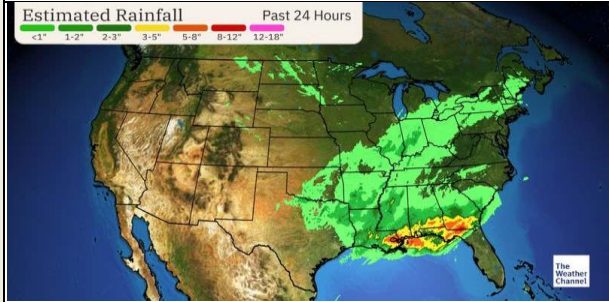 Estimated Rainfall Past 24 Hours
<1" 1-2" 2-3" 3-5" 5-8" 8-12" 12-18"
The
Weather
Channel